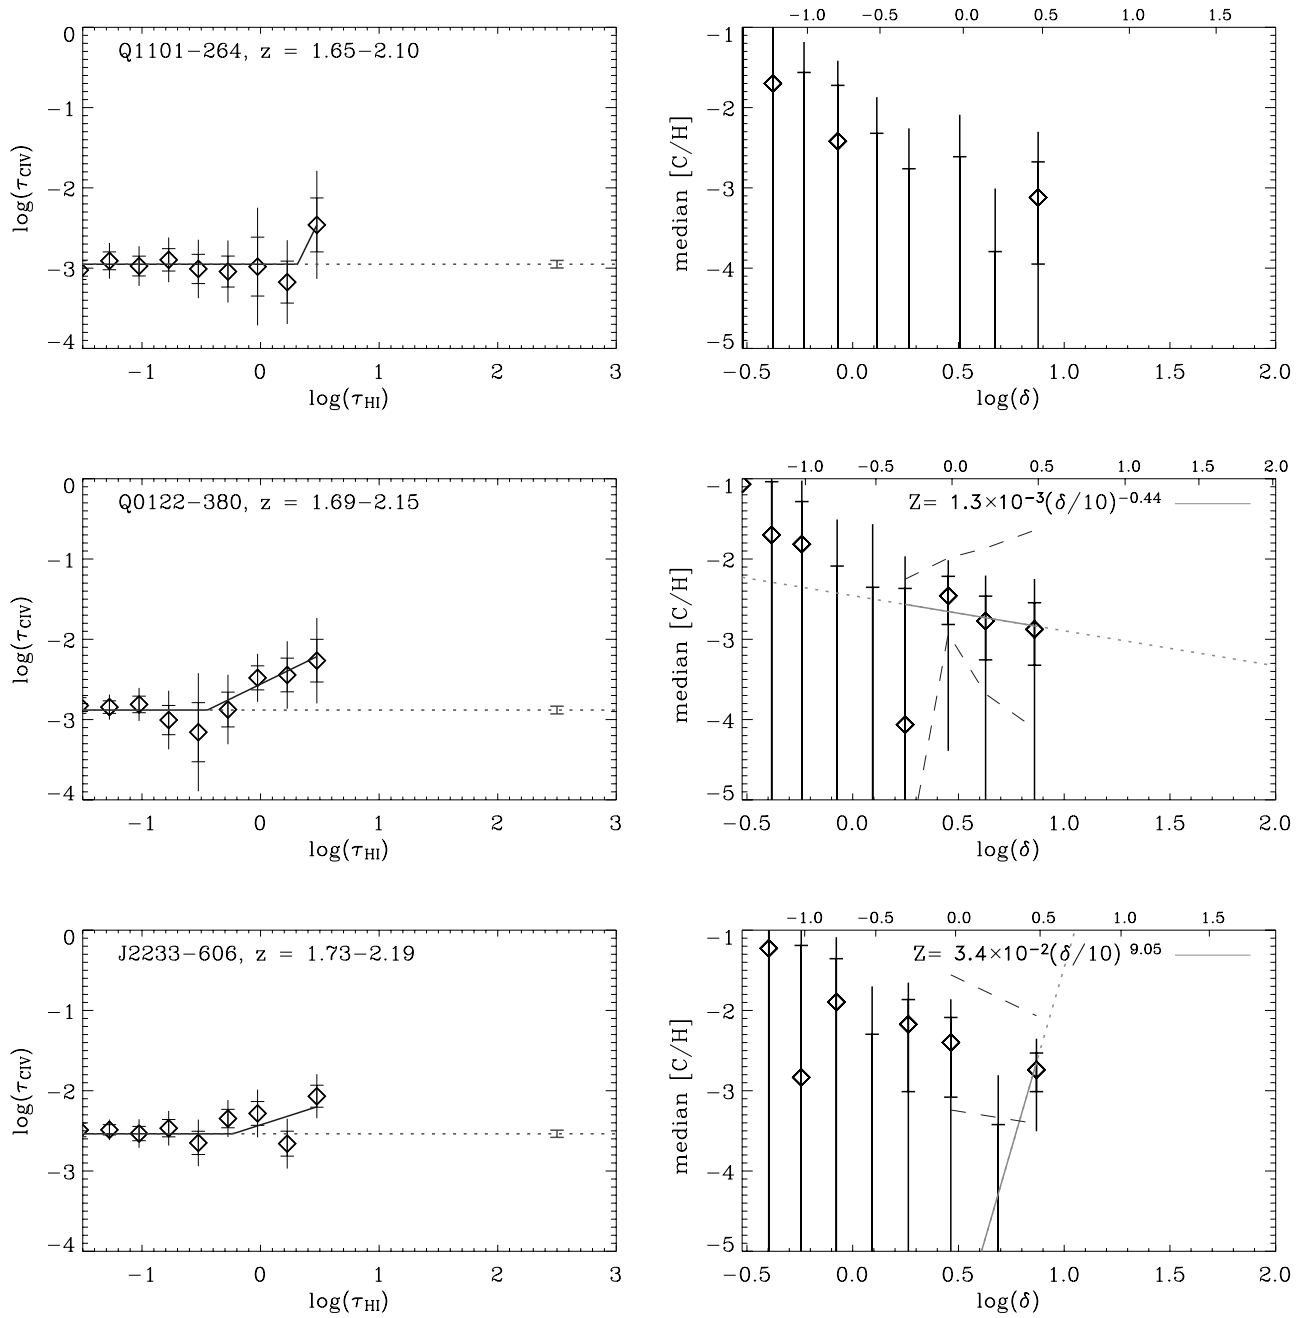 −1.0 −0.5 0.0 0.5 1.0 1.5
Q1101−264, z = 1.65−2.10
0
−1
−2
−3
−4
log(τCIV)
−1 0 1 2 3
log(τHI)
−1
−2
−3
−4
−5
median [C/H]
−0.5 0.0 0.5 1.0 1.5 2.0
log(δ)
−1.0 −0.5 0.0 0.5 1.0 1.5 2.0
Q0122−380, z = 1.69−2.15
0
−1
−2
−3
−4
log(τCIV)
−1 0 1 2 3
log(τHI)
Z= 1.3×10−3(δ/10)−0.44
−1
−2
−3
−4
−5
median [C/H]
−0.5 0.0 0.5 1.0 1.5 2.0
log(δ)
−1.0 −0.5 0.0 0.5 1.0 1.5
J2233−606, z = 1.73−2.19
0
−1
−2
−3
−4
log(τCIV)
−1 0 1 2 3
log(τHI)
Z= 3.4×10−2(δ/10) 9.05
−1
−2
−3
−4
−5
median [C/H]
−0.5 0.0 0.5 1.0 1.5 2.0
log(δ)